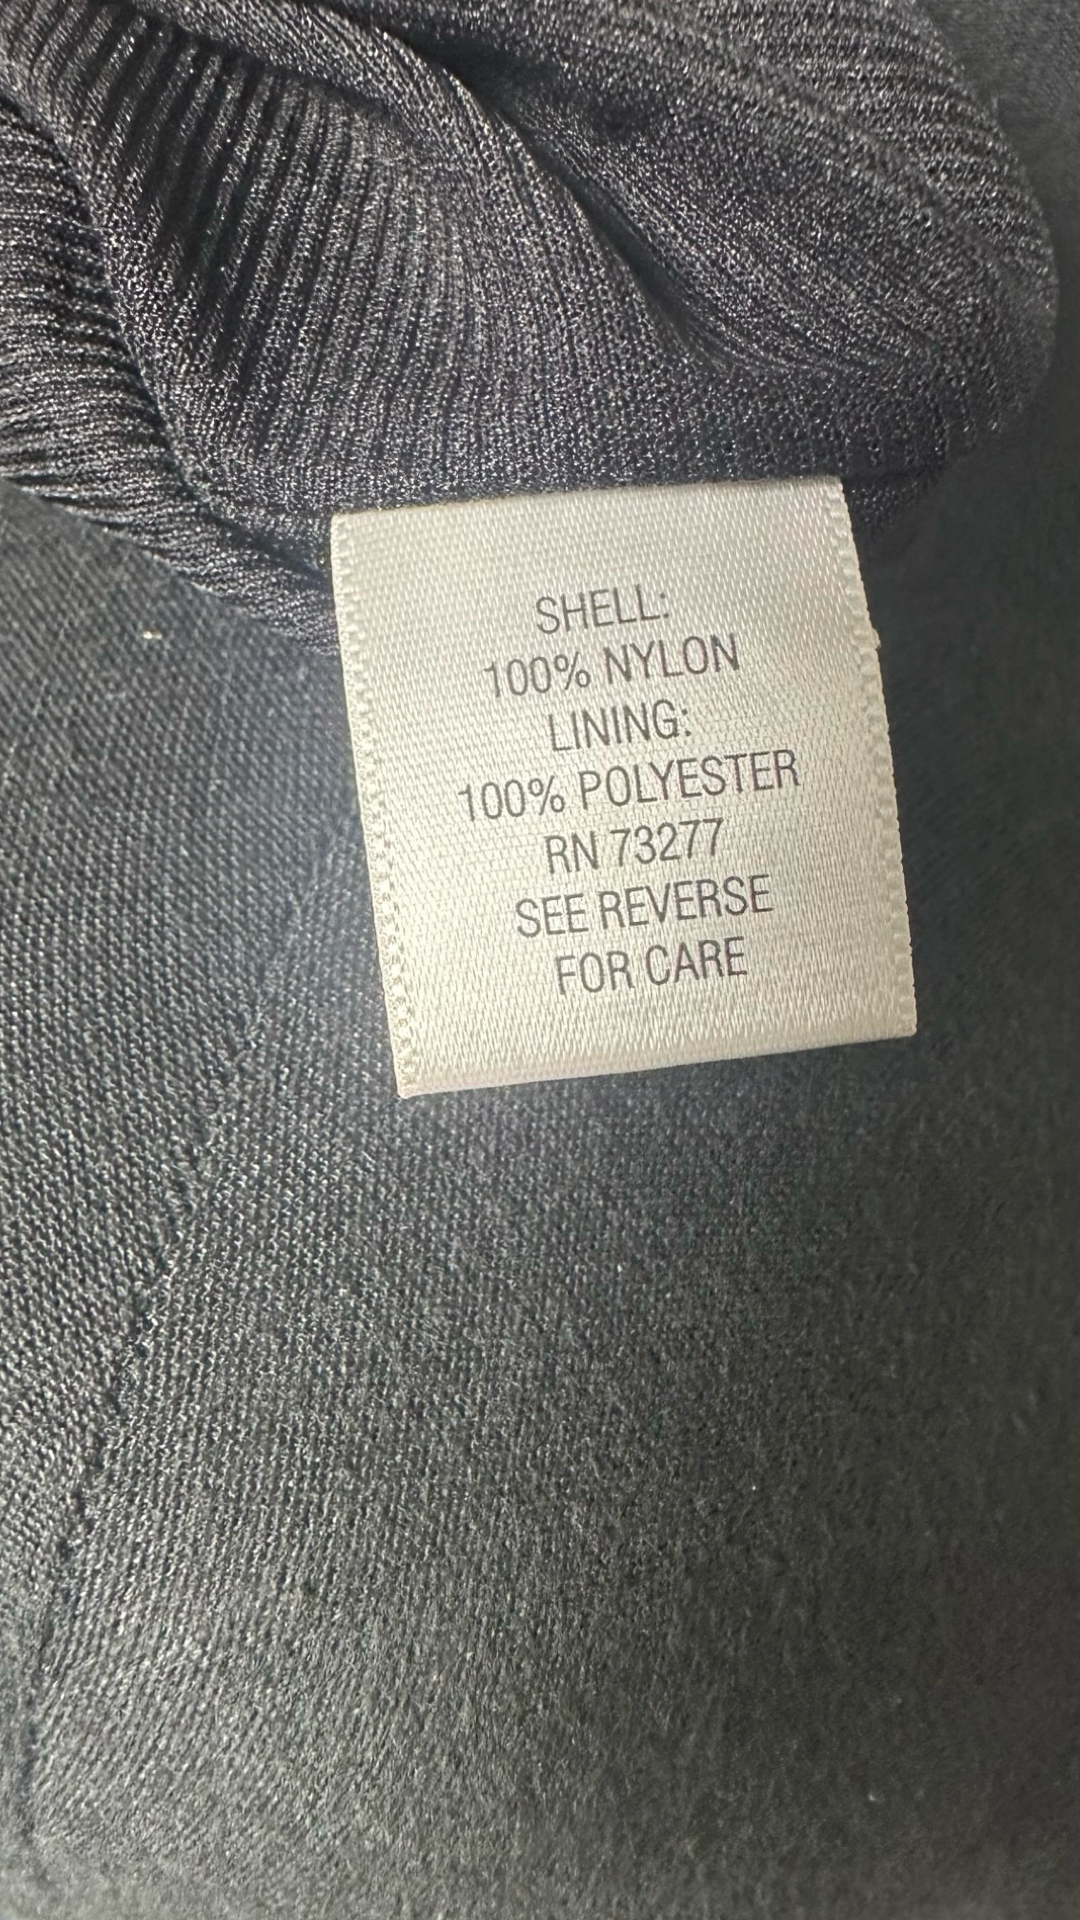 SHELL:
100% NYLON
LINING:
100% POLYESTER
RN 73277
SEE REVERSE
FOR CARE